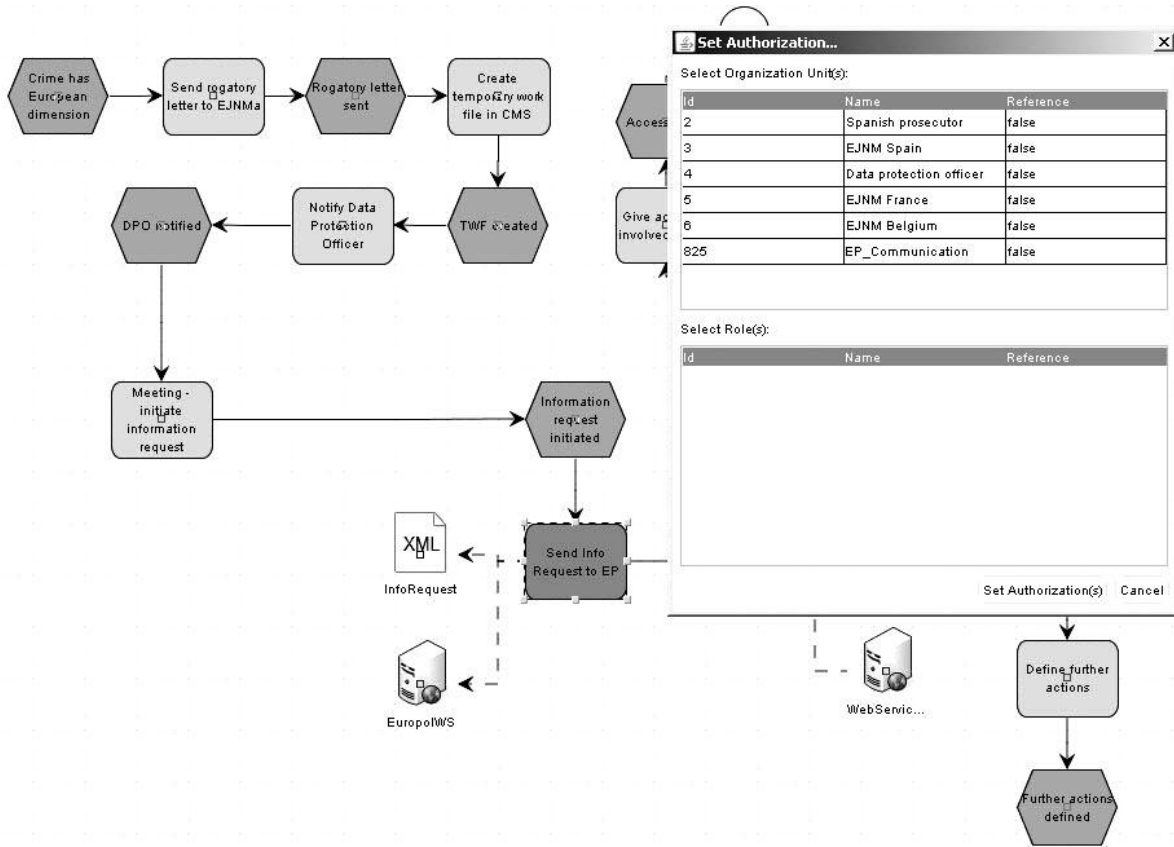 Crime has
European
dimension
Send rogatory
letter to EJNMa
Rogatory letter
sent
Create
temporary work
file in CMS
DPO notified
Notify Data
Protection
Officer
TWF created
Meeting -
initiate
information
request
Information
request
initiated
XML
InfoRequest
Send Info
Request to EP
EuropolWS
Acces
Give ag
involved
Set Authorization...
Select Organization Unit(s):
Id Name Reference
2 Spanish prosecutor false
3 EJNM Spain false
4 Data protection officer false
5 EJNM France false
6 EJNM Belgium false
825 EP_Communication false
Select Role(s):
Id Name Reference
Set Authorization(s) Cancel
WebServic...
Define further
actions
Further actions
defined